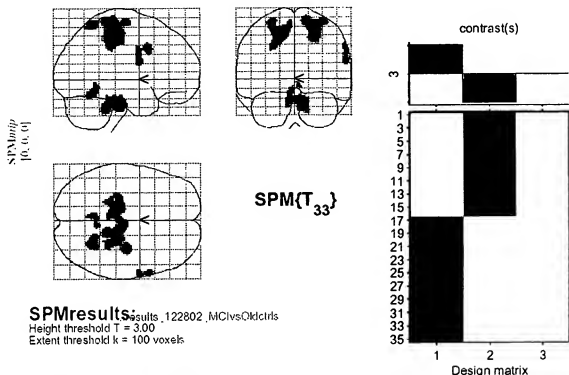 contrast(s)
3
SPMmip
[0, 0, 0]
SPM{T33}
1
3
5
7
9
11
13
15
17
19
21
23
25
27
29
31
33
35
1 2 3
Design matrix
SPMresults: Results_122802_MCIvsOldctrls
Height threshold T = 3.00
Extent threshold k = 100 voxels